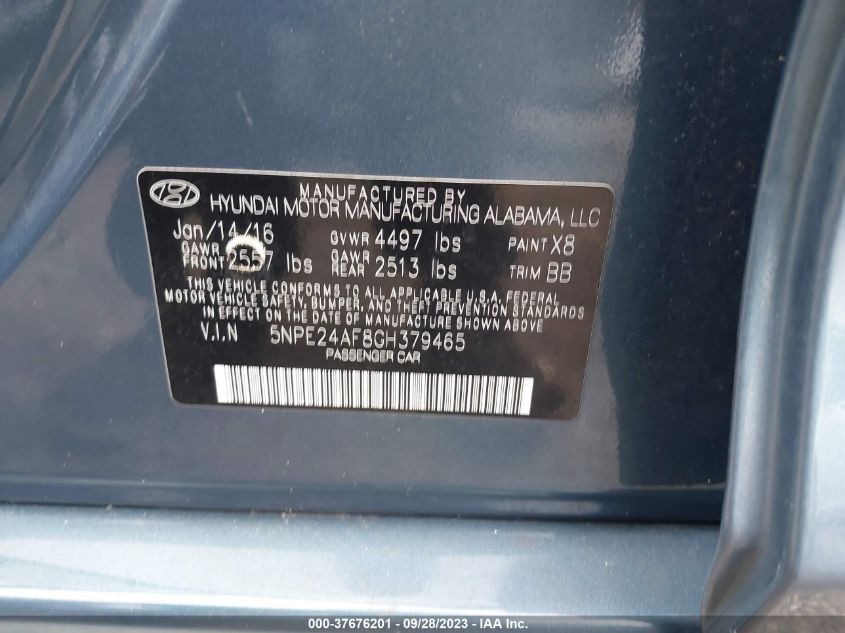 MANUFACTURED BY
HYUNDAI MOTOR MANUFACTURING ALABAMA, LLC
Jan/14/16 GVWR 4497 lbs PAINT X8
GAWR FRONT 2557 lbs GAWR REAR 2513 lbs TRIM BB
THIS VEHICLE CONFORMS TO ALL APPLICABLE U.S.A. FEDERAL
MOTOR VEHICLE SAFETY, BUMPER, AND THEFT PREVENTION STANDARDS
IN EFFECT ON THE DATE OF MANUFACTURE SHOWN ABOVE
V.I.N 5NPE24AF8GH379465
PASSENGER CAR
000-37676201 - 09/28/2023 - © IAA Inc.